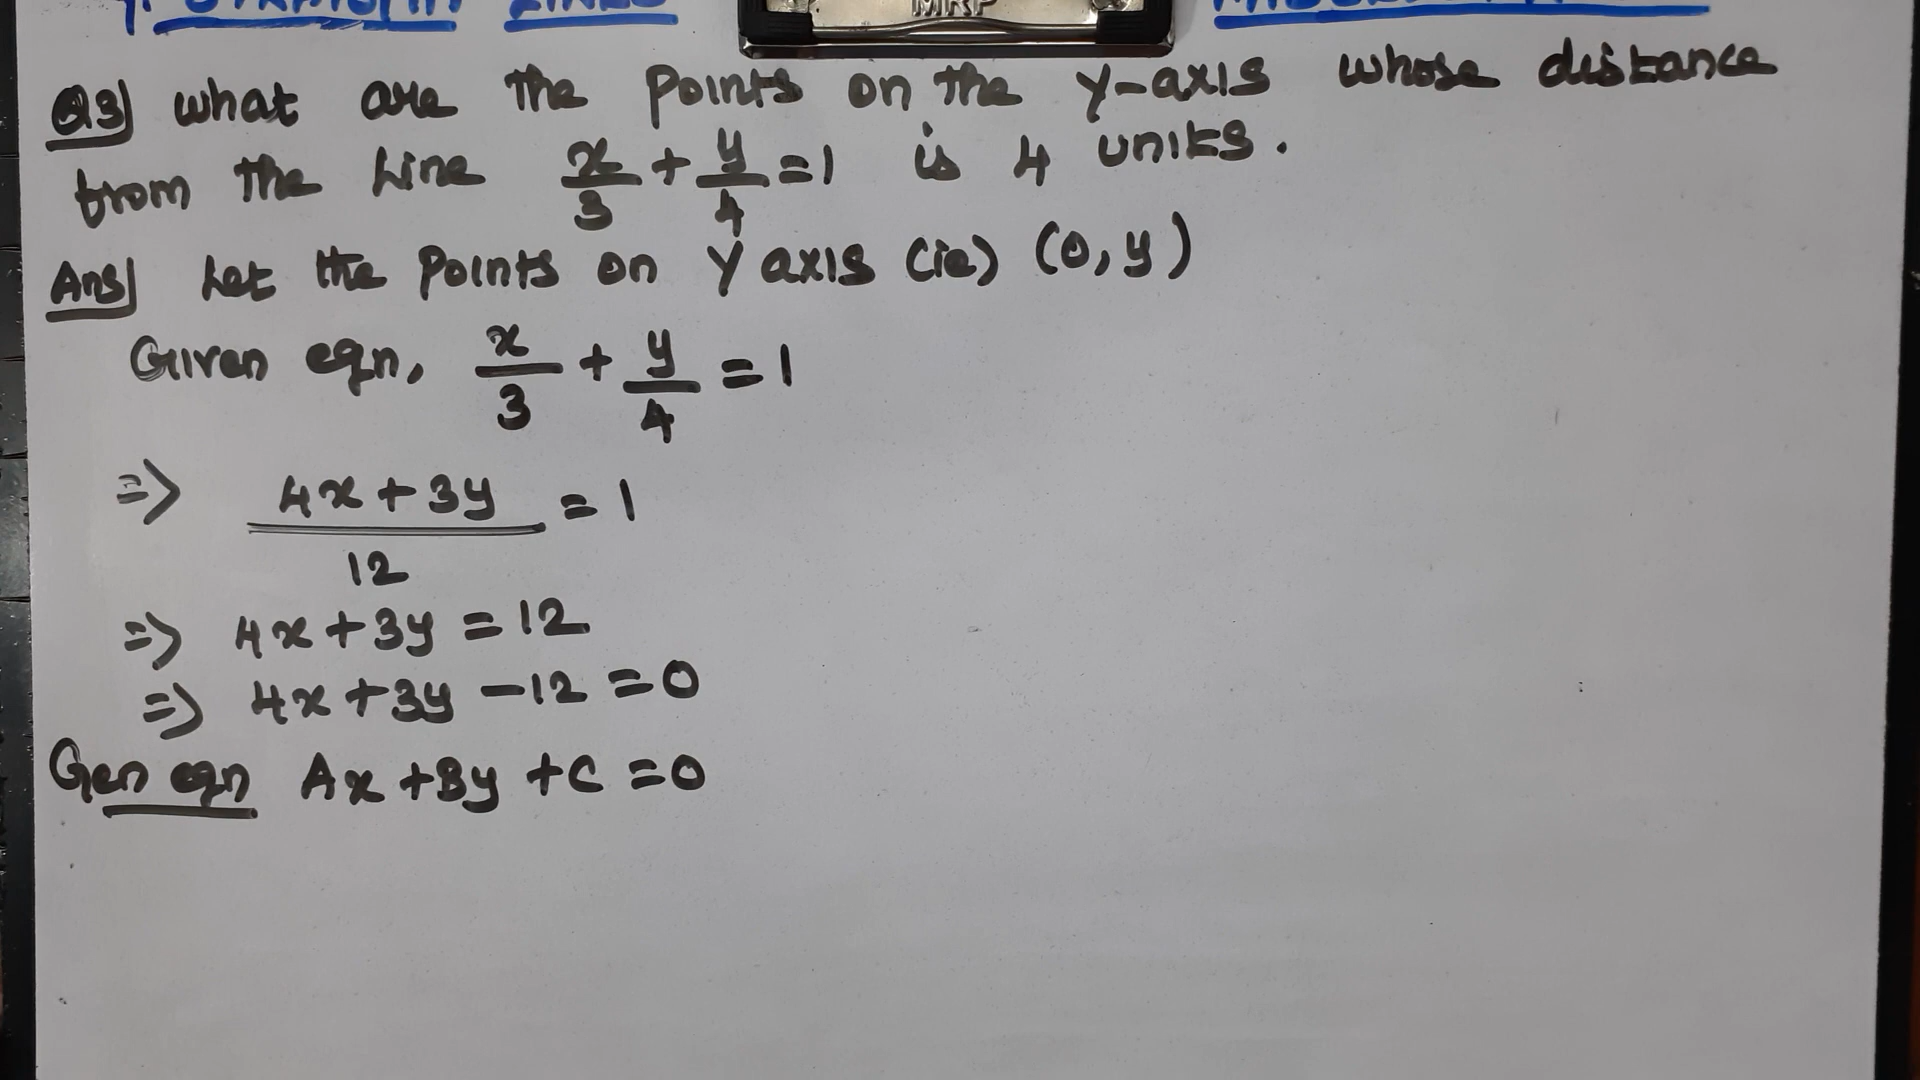 Q3) what are the points on the y-axis whose distance
from the Line x/3 + y/4 = 1 is 4 units.
Ans) Let the points on Y axis (ie) (0, y)
Given eqn, x/3 + y/4 = 1
=> 4x + 3y / 12 = 1
=> 4x + 3y = 12
=> 4x + 3y - 12 = 0
Gen eqn Ax + By + C = 0